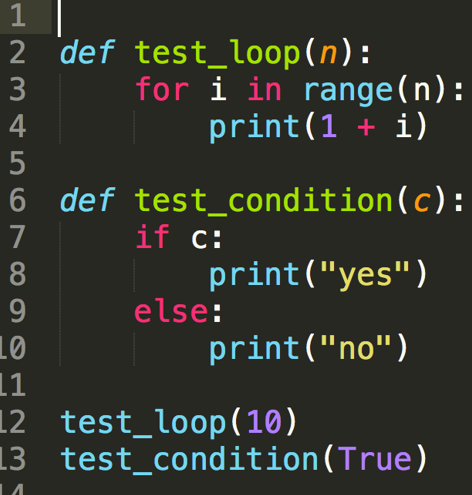 1
2 def test_loop(n):
3     for i in range(n):
4         print(1 + i)
5
6 def test_condition(c):
7     if c:
8         print("yes")
9     else:
10         print("no")
11
12 test_loop(10)
13 test_condition(True)